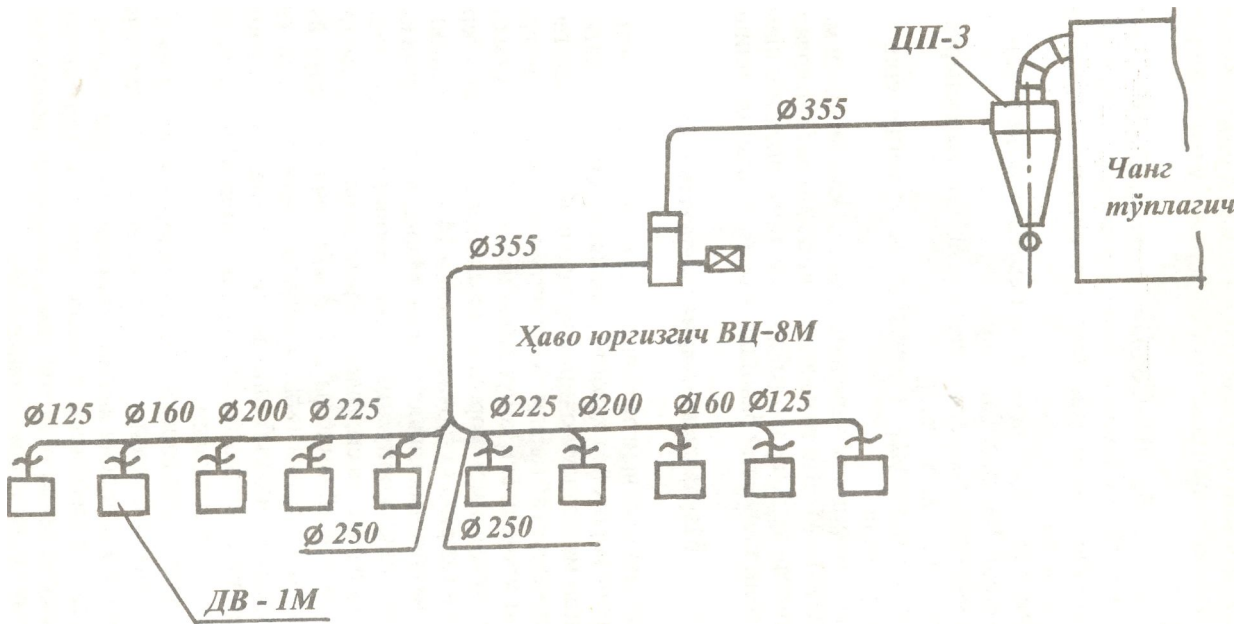 ЦП-3
Ø355
Чанг
тўплагич
Ø355
Ҳаво юргизгич ВЦ-8М
Ø125 Ø160 Ø200 Ø225 Ø225 Ø200 Ø160 Ø125
Ø 250 Ø 250
ДВ - 1М